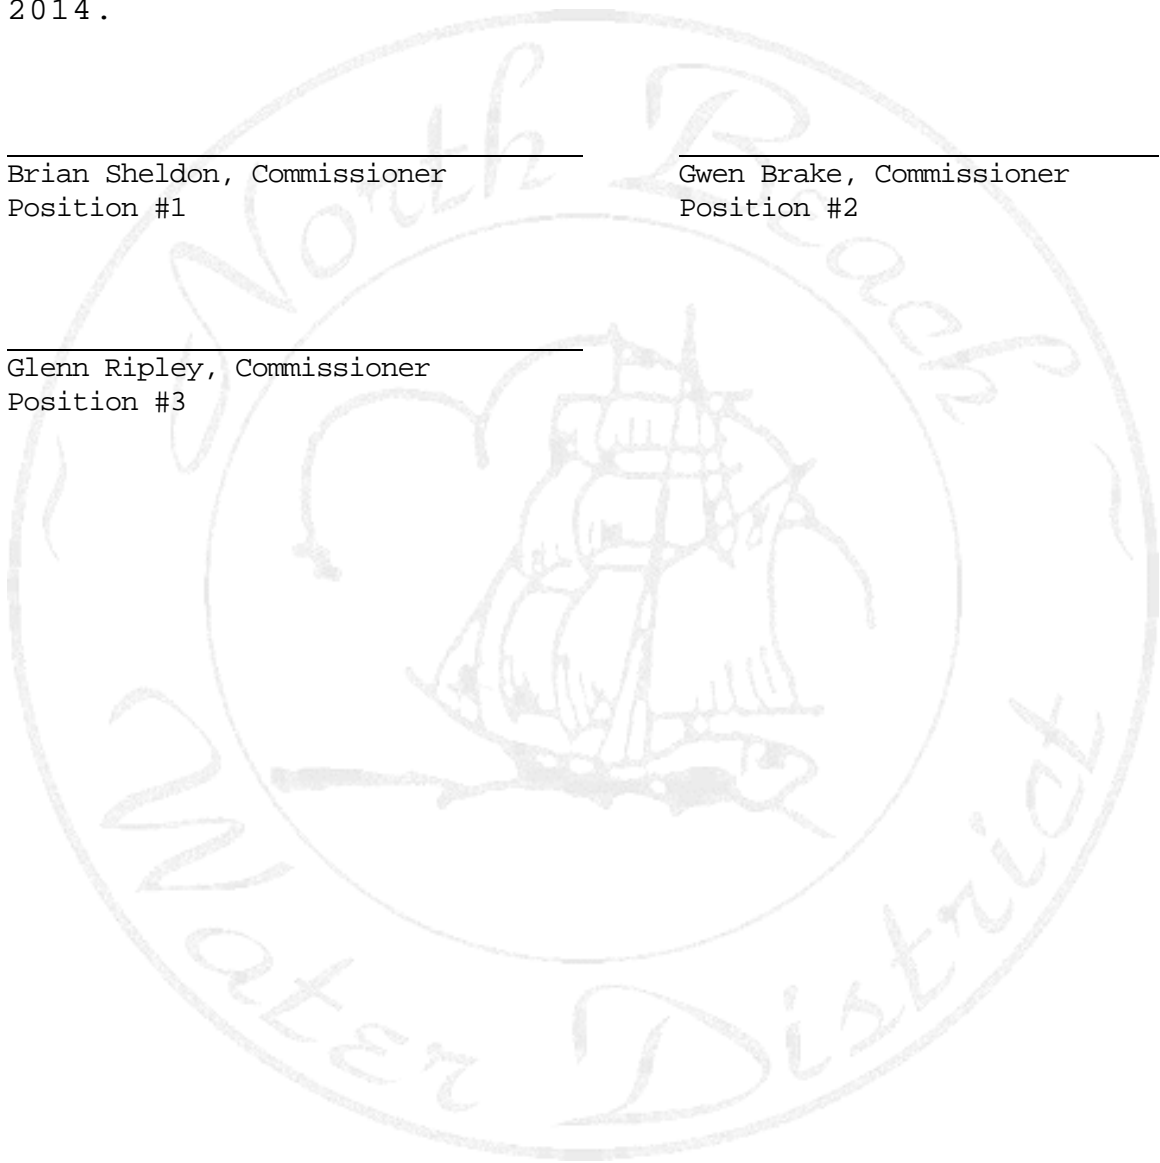 2014.
Brian Sheldon, Commissioner
Position #1
Gwen Brake, Commissioner
Position #2
Glenn Ripley, Commissioner
Position #3
North Beach
Water District